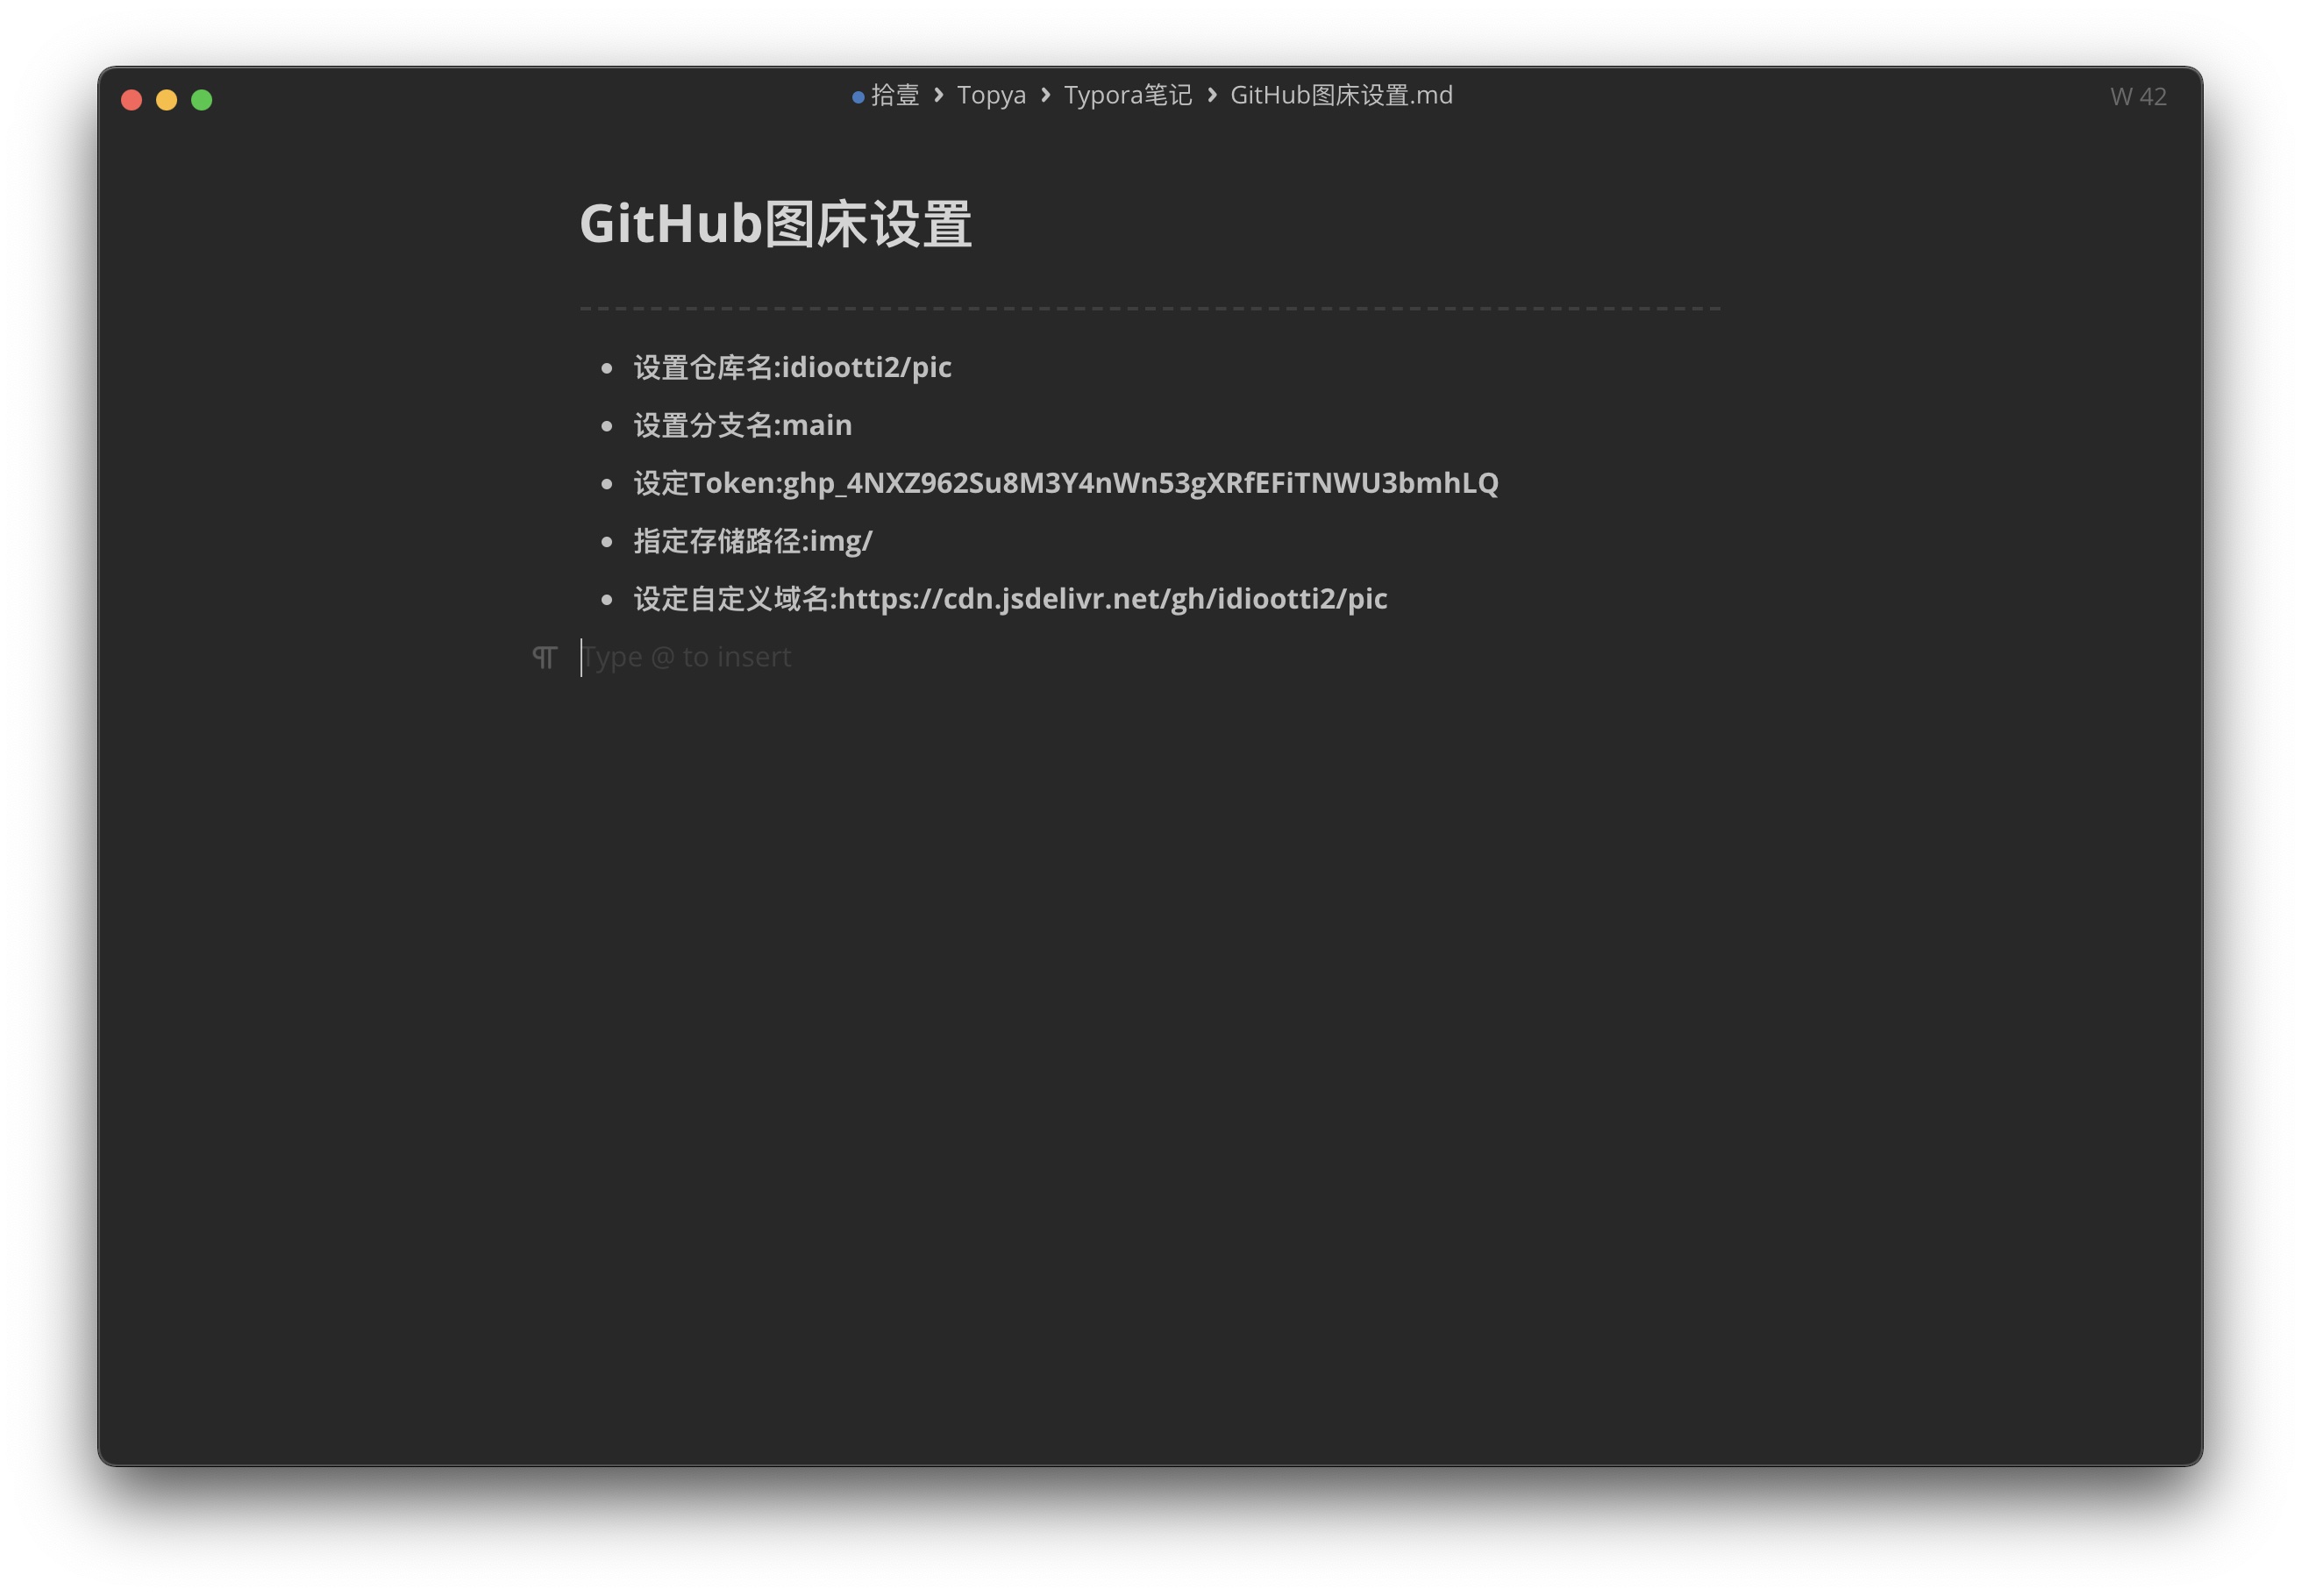 拾壹 › Topya › Typora笔记 › GitHub图床设置.md
W 42
GitHub图床设置
设置仓库名:idiootti2/pic
设置分支名:main
设定Token: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
指定存储路径:img/
设定自定义域名:https://cdn.jsdelivr.net/gh/idiootti2/pic
¶ Type @ to insert